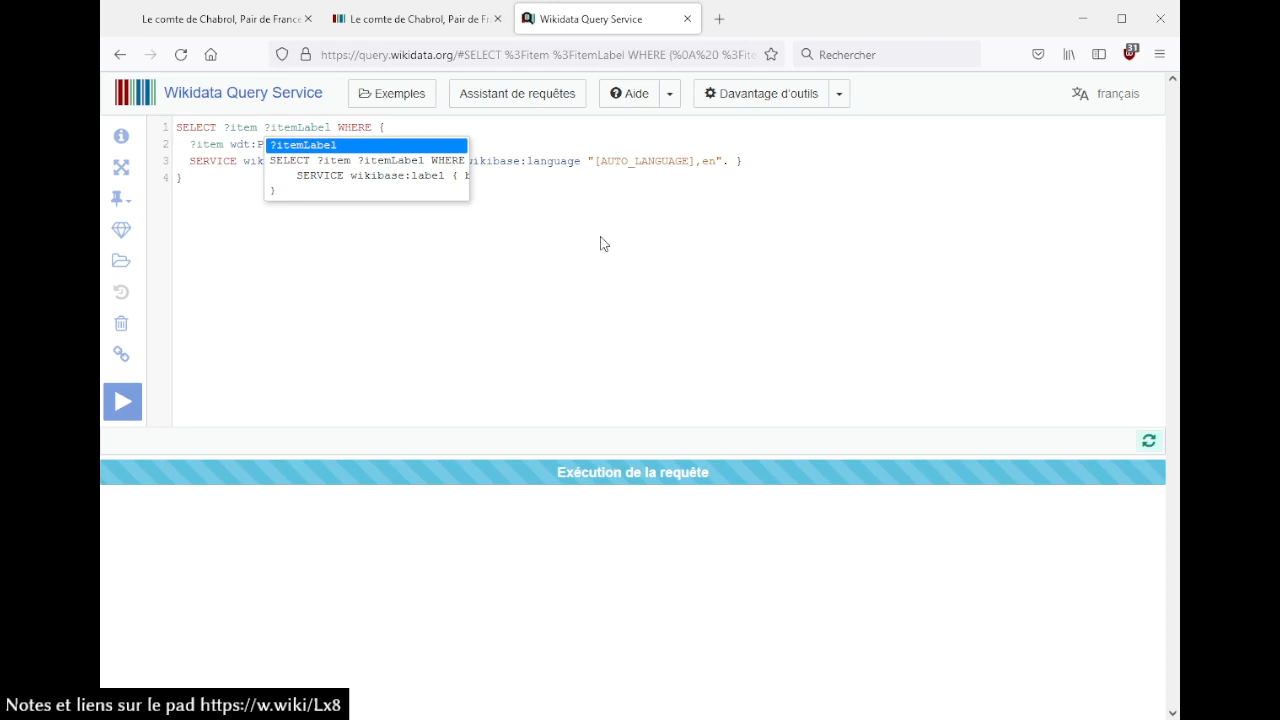 Le comte de Chabrol, Pair de France
Le comte de Chabrol, Pair de Fr
Wikidata Query Service
https://query.wikidata.org/#SELECT %3Fitem %3FitemLabel WHERE {%0A%20 %3Fite
Rechercher
31
Wikidata Query Service
Exemples
Assistant de requêtes
Aide
Davantage d'outils
français
1 SELECT ?item ?itemLabel WHERE {
2 ?item wdt:P
?itemLabel
3 SERVICE wik
SELECT ?item ?itemLabel WHERE
ikibase:language "[AUTO_LANGUAGE],en". }
SERVICE wikibase:label {
4 }
}
Exécution de la requête
Notes et liens sur le pad https://w.wiki/Lx8